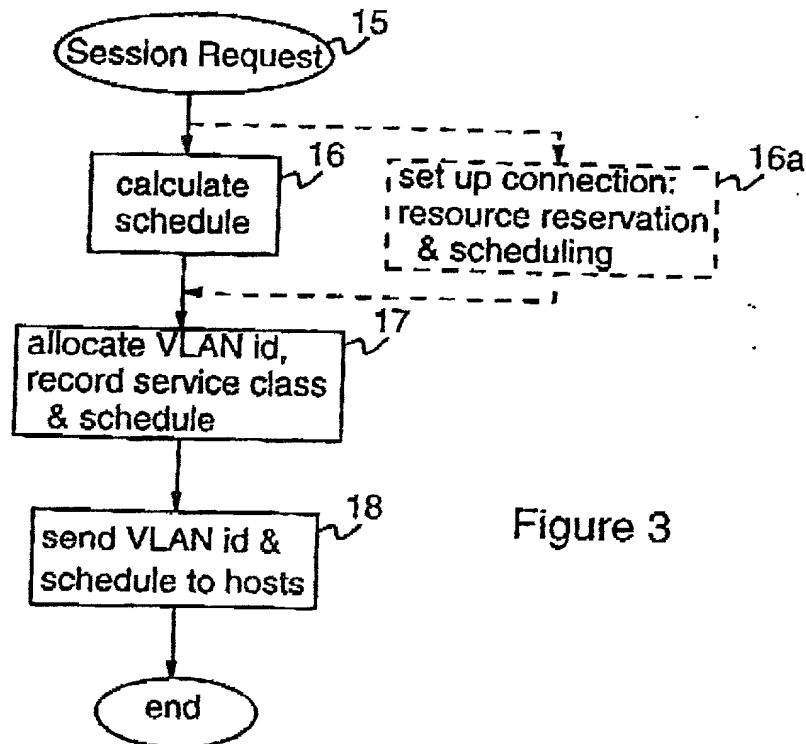 Session Request
15
16
calculate
schedule
16a
set up connection:
resource reservation
& scheduling
17
allocate VLAN id,
record service class
& schedule
18
send VLAN id &
schedule to hosts
Figure 3
end